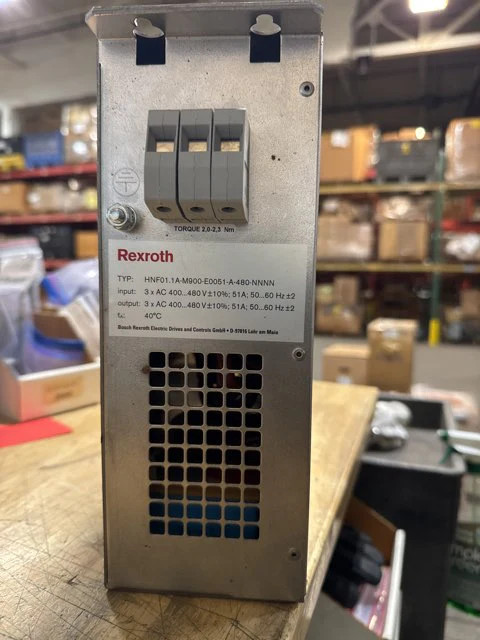 TORQUE 2,0-2,3 Nm
Rexroth
TYP: HNF01.1A-M900-E0051-A-480-NNNN
input: 3 x AC 400...480 V±10%; 51A; 50...60 Hz ±2
output: 3 x AC 400...480 V±10%; 51A; 50...60 Hz ±2
40°C
Bosch Rexroth Electric Drives and Controls GmbH • D-97816 Lohr am Main